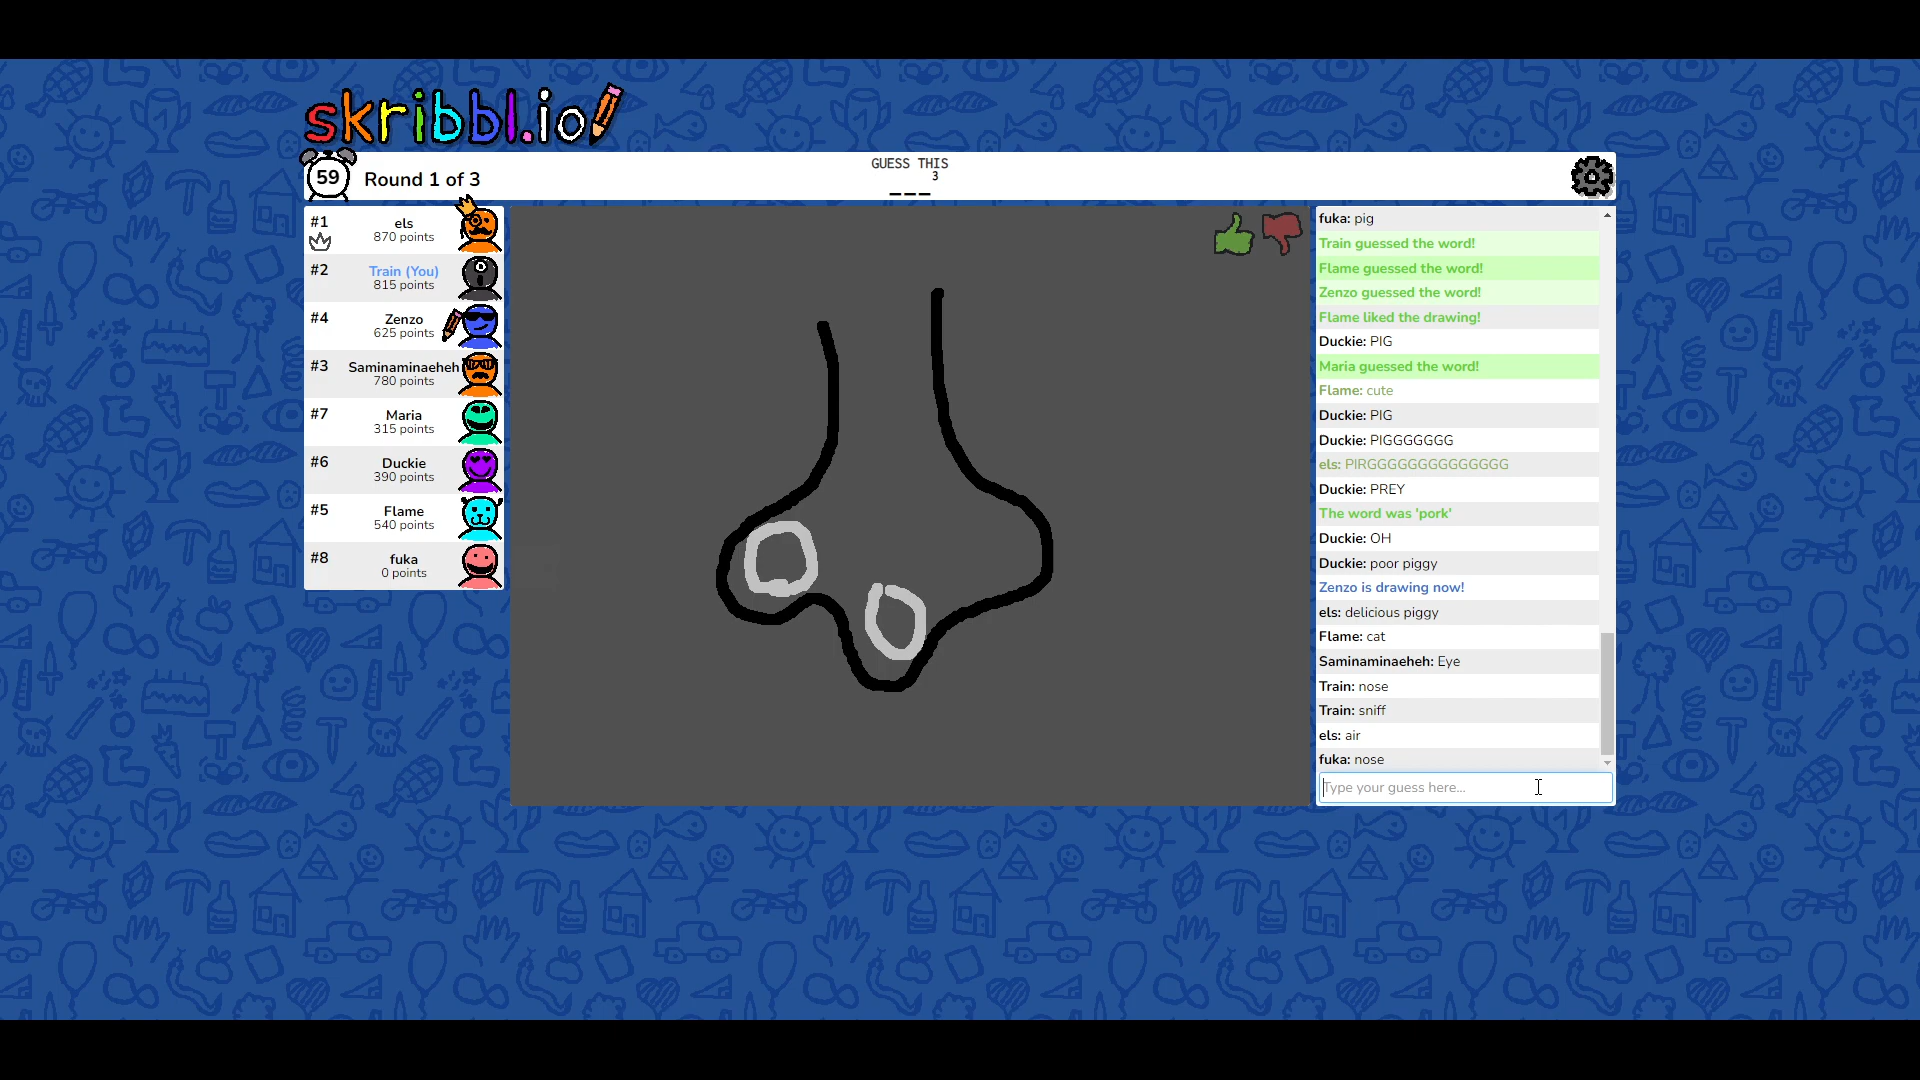 skribbl.io
59
Round 1 of 3
GUESS THIS
3
___
#1
els
870 points
#2
Train (You)
815 points
#4
Zenzo
625 points
#3
Saminaminaeheh
780 points
#7
Maria
315 points
#6
Duckie
390 points
#5
Flame
540 points
#8
fuka
0 points
fuka: pig
Train guessed the word!
Flame guessed the word!
Zenzo guessed the word!
Flame liked the drawing!
Duckie: PIG
Maria guessed the word!
Flame: cute
Duckie: PIG
Duckie: PIGGGGGGG
els: PIRGGGGGGGGGGGGGG
Duckie: PREY
The word was 'pork'
Duckie: OH
Duckie: poor piggy
Zenzo is drawing now!
els: delicious piggy
Flame: cat
Saminaminaeheh: Eye
Train: nose
Train: sniff
els: air
fuka: nose
Type your guess here...